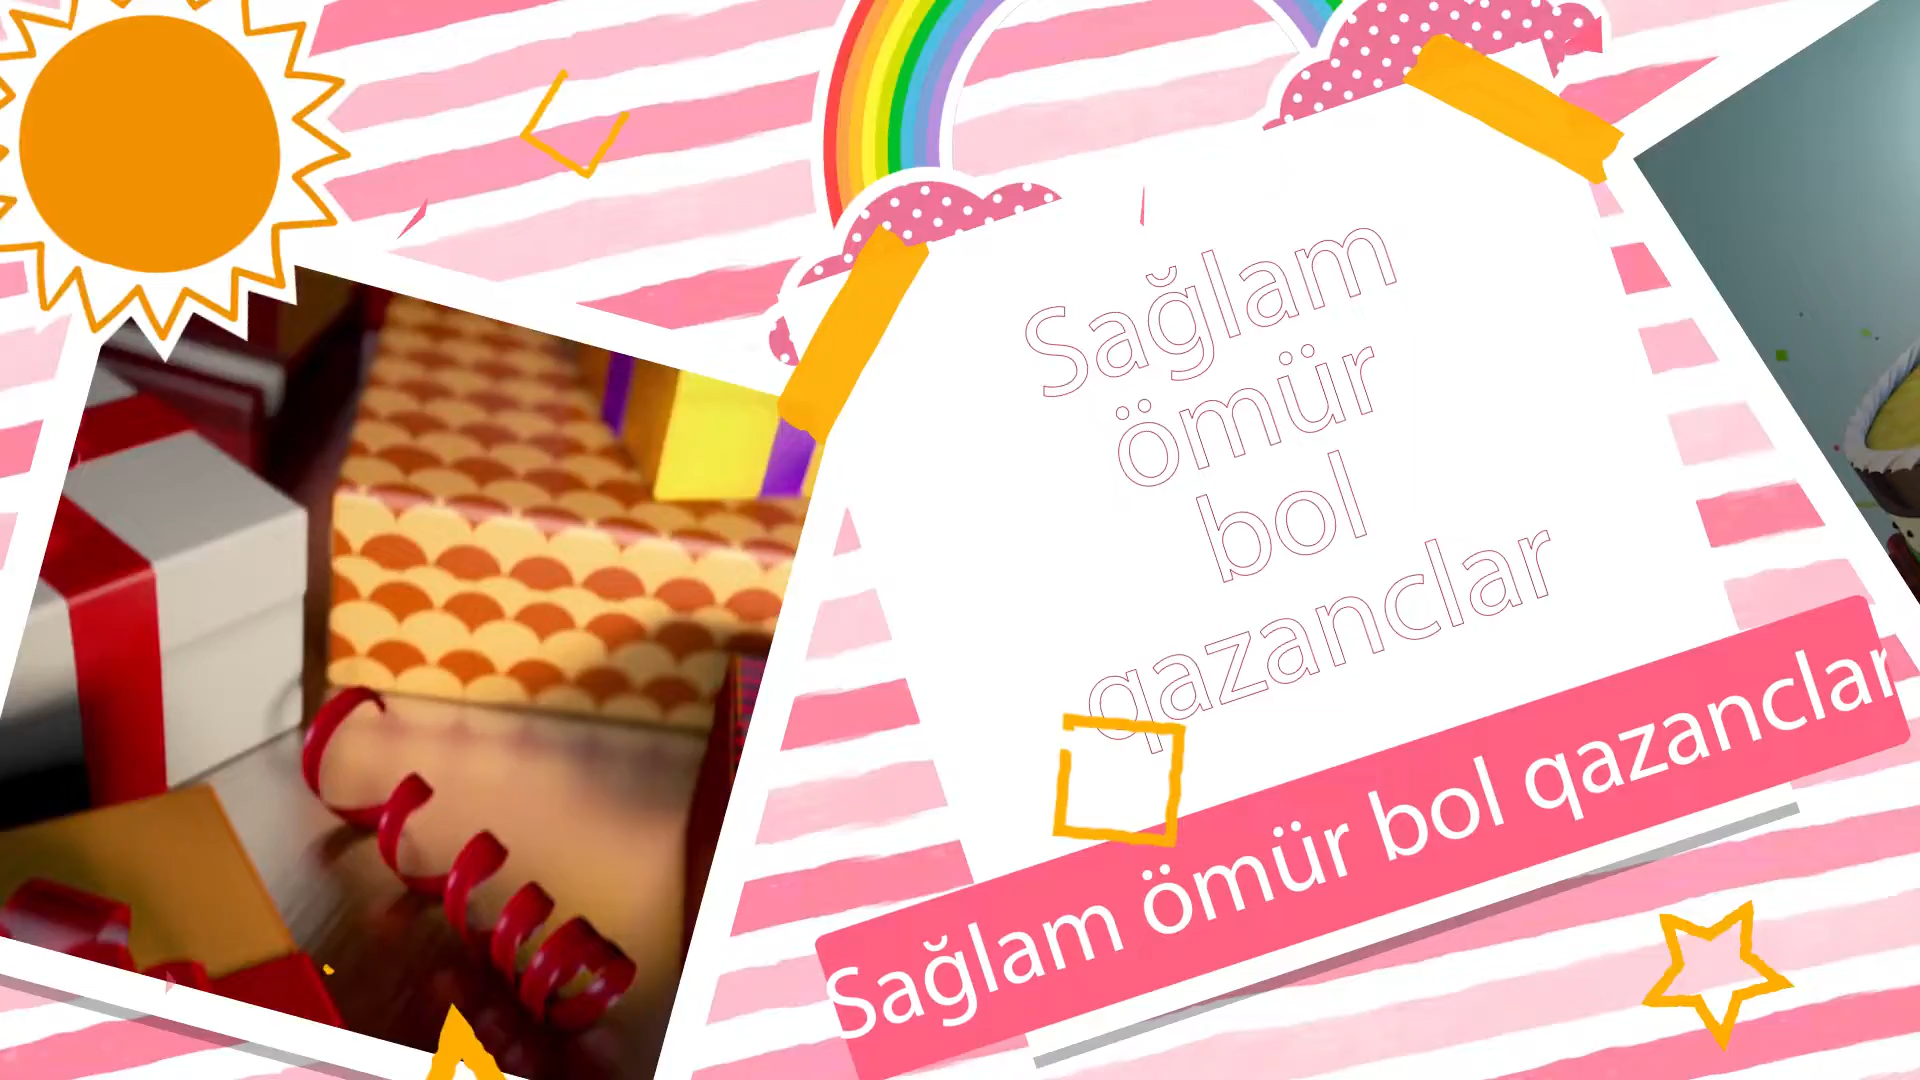 Sağlam
ömür
bol
qazanclar
Sağlam ömür bol qazanclar